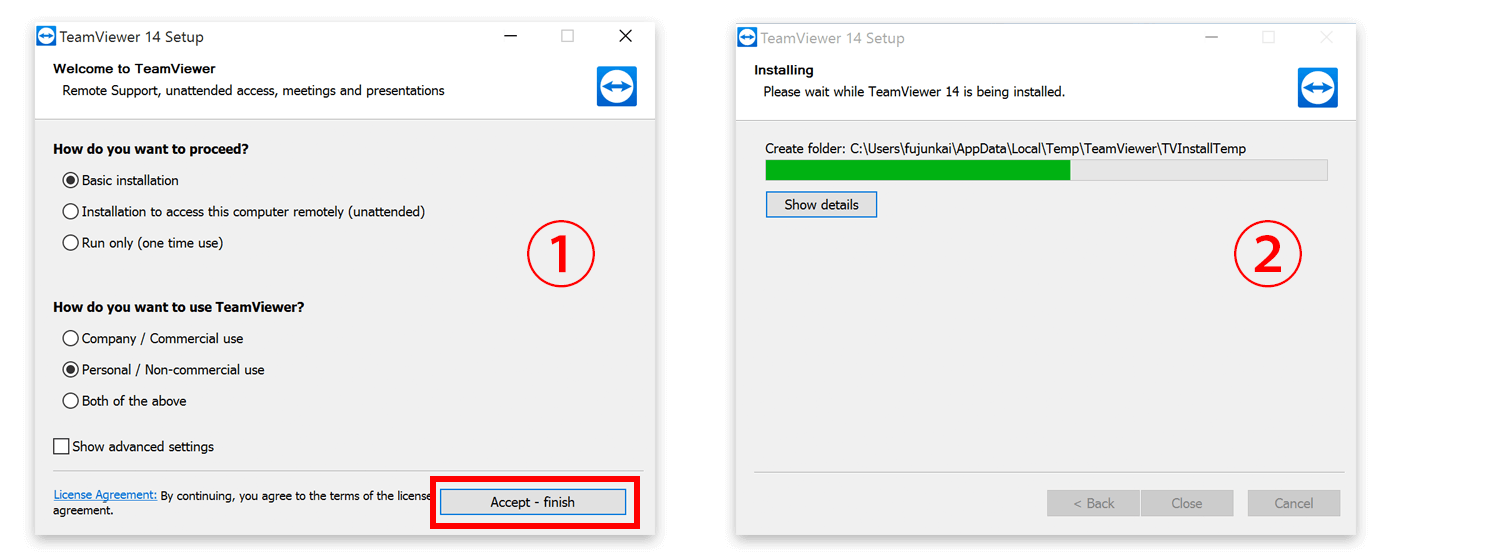 TeamViewer 14 Setup
Welcome to TeamViewer
Remote Support, unattended access, meetings and presentations
How do you want to proceed?
Basic installation
Installation to access this computer remotely (unattended)
Run only (one time use)
①
How do you want to use TeamViewer?
Company / Commercial use
Personal / Non-commercial use
Both of the above
Show advanced settings
License Agreement: By continuing, you agree to the terms of the license
agreement.
Accept - finish
TeamViewer 14 Setup
Installing
Please wait while TeamViewer 14 is being installed.
Create folder: C:\Users\fujunkai\AppData\Local\Temp\TeamViewer\TVInstallTemp
Show details
②
< Back
Close
Cancel